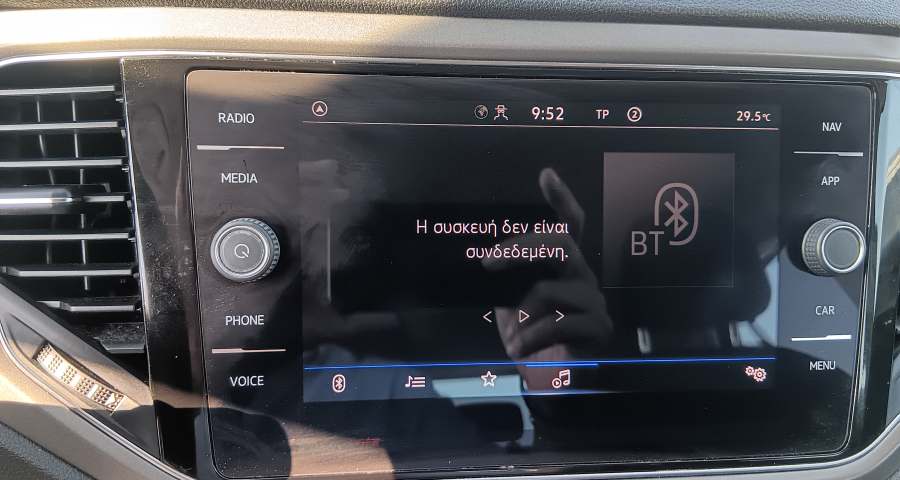 RADIO
MEDIA
PHONE
VOICE
9:52 TP 2 29.5°C
Η συσκευή δεν είναι
συνδεδεμένη.
BT
NAV
APP
CAR
MENU